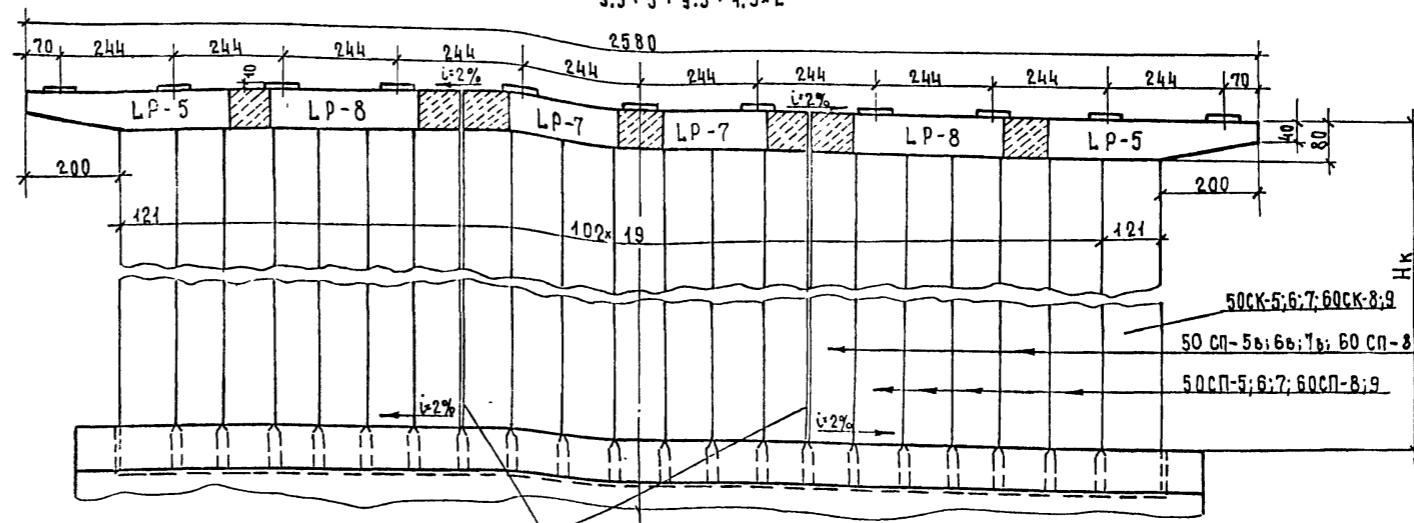 2580
70 244 244 244 244 244 244 244 244 244 244 70
10 i=2% i=2%
LP-5 LP-8 LP-7 LP-7 LP-8 LP-5
40
80
200 200
121 102×19 121
Нк
50СК-5;6;7;60СК-8;9
50 СП-5в;6в;7в; 60 СП-8
50СП-5;6;7;60СП-8;9
i=2% i=2%